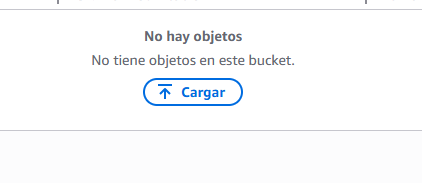 No hay objetos
No tiene objetos en este bucket.
Cargar